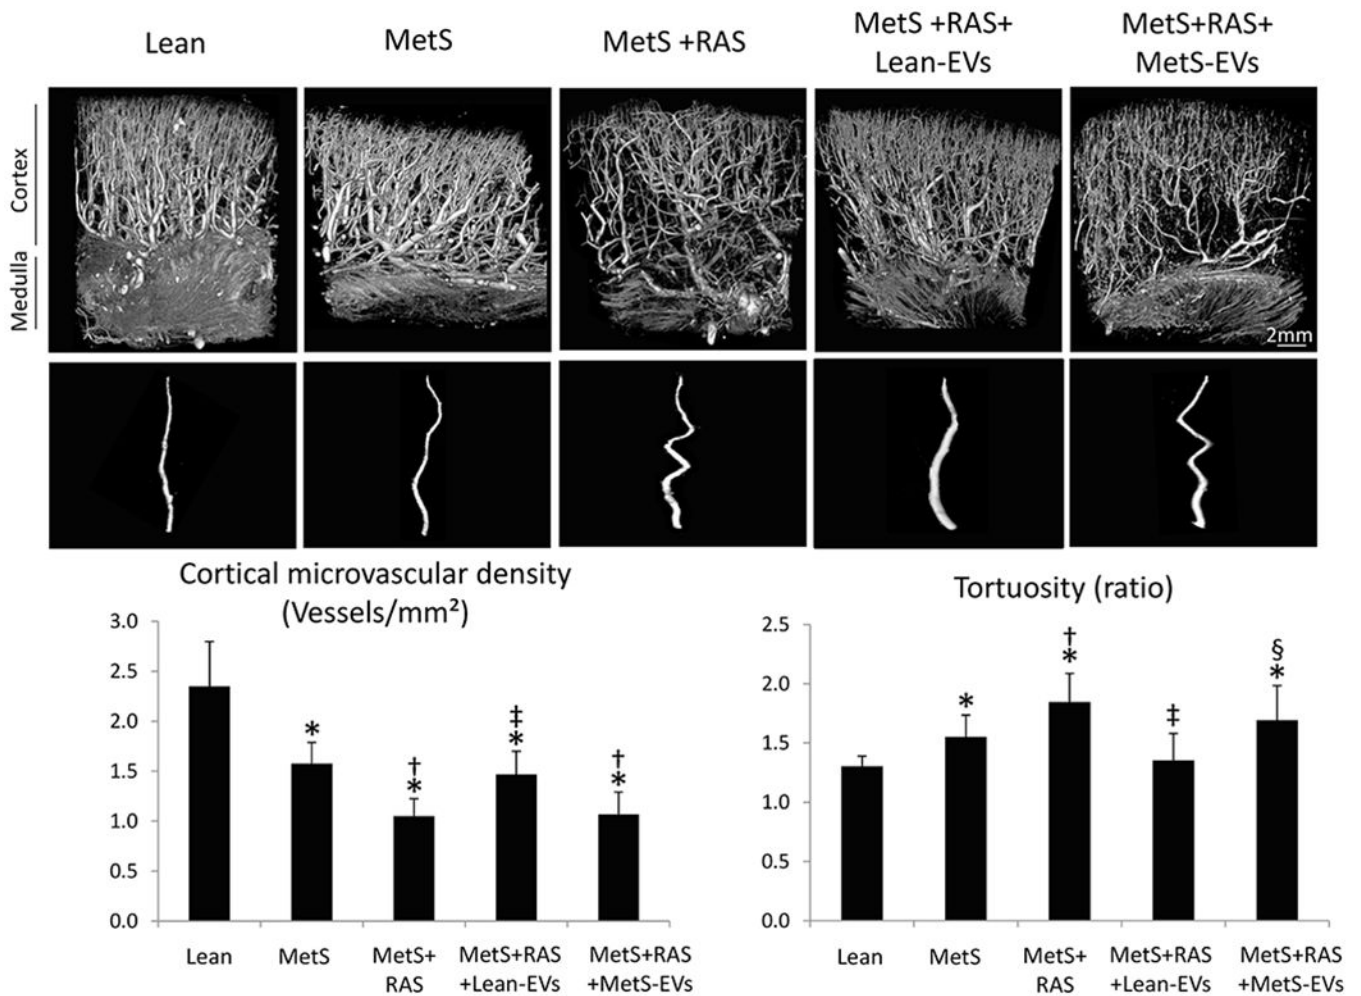 Lean
MetS
MetS +RAS
MetS +RAS+
Lean-EVs
MetS+RAS+
MetS-EVs
Cortex
Medulla
2mm
Cortical microvascular density
(Vessels/mm²)
3.0
2.5
2.0
1.5
1.0
0.5
0.0
*
†
*
‡
*
†
*
Lean
MetS
MetS+
RAS
MetS+RAS
+Lean-EVs
MetS+RAS
+MetS-EVs
Tortuosity (ratio)
2.5
2.0
1.5
1.0
0.5
0.0
*
†
*
‡
§
*
Lean
MetS
MetS+
RAS
MetS+RAS
+Lean-EVs
MetS+RAS
+MetS-EVs